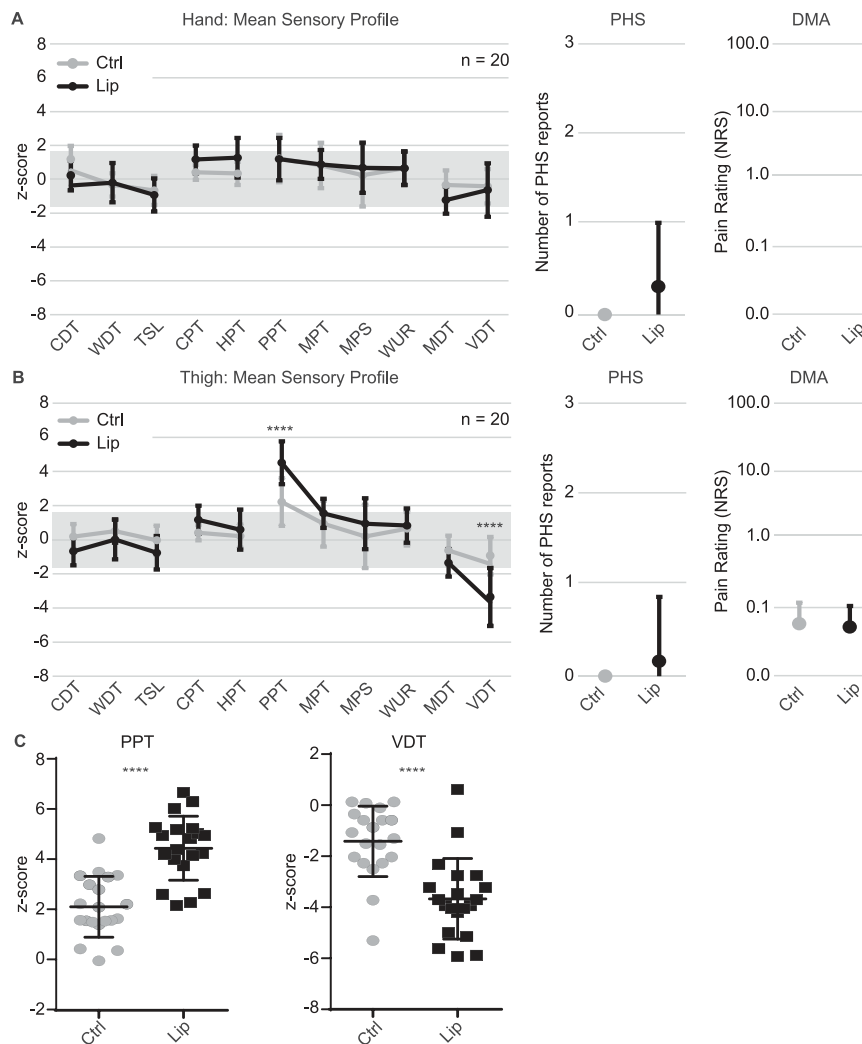 A Hand: Mean Sensory Profile PHS DMA
8
6
4
2
0
-2
-4
-6
-8
z-score
Ctrl
Lip
n = 20
CDT WDT TSL CPT HPT PPT MPT MPS WUR MDT VDT
3
2
1
0
Number of PHS reports
Ctrl Lip
100.0
10.0
1.0
0.1
0.0
Pain Rating (NRS)
Ctrl Lip
B Thigh: Mean Sensory Profile PHS DMA
8
6
4
2
0
-2
-4
-6
-8
z-score
Ctrl
Lip
n = 20
****
****
CDT WDT TSL CPT HPT PPT MPT MPS WUR MDT VDT
3
2
1
0
Number of PHS reports
Ctrl Lip
100.0
10.0
1.0
0.1
0.0
Pain Rating (NRS)
Ctrl Lip
C PPT VDT
8
6
4
2
0
-2
z-score
****
Ctrl Lip
2
0
-2
-4
-6
-8
z-score
****
Ctrl Lip